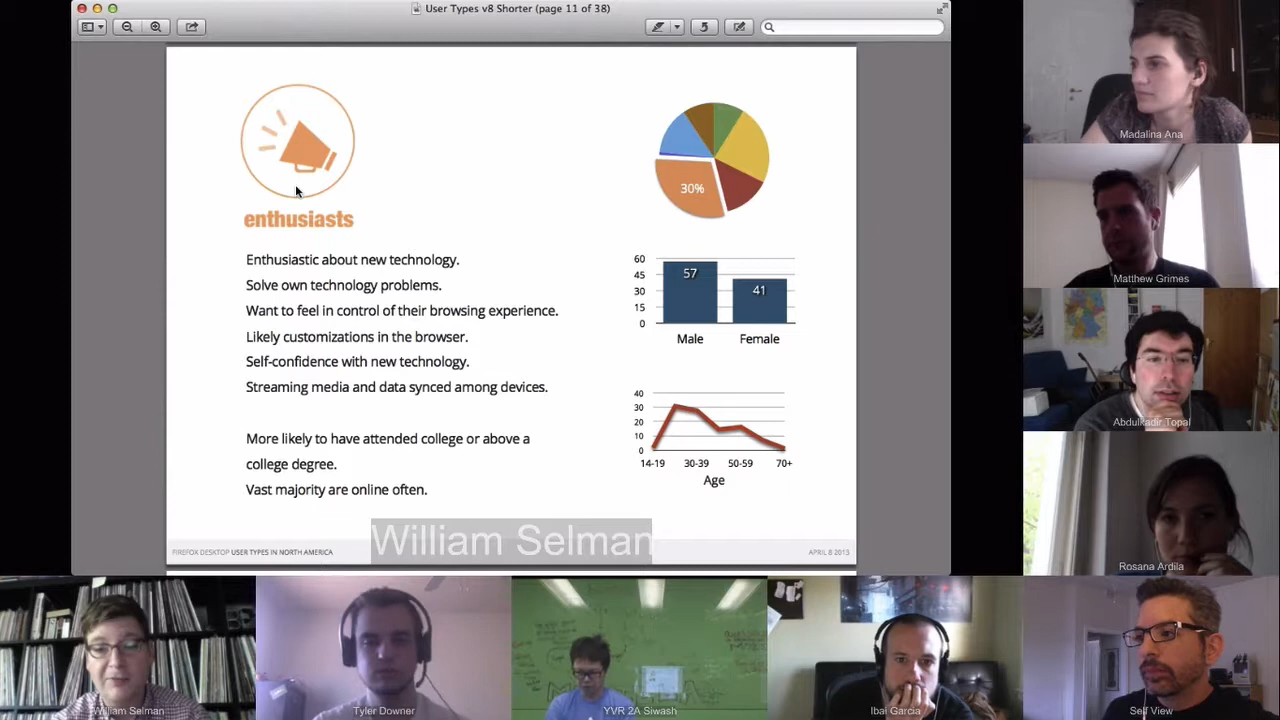 User Types v8 Shorter (page 11 of 38)
enthusiasts
Enthusiastic about new technology.
Solve own technology problems.
Want to feel in control of their browsing experience.
Likely customizations in the browser.
Self-confidence with new technology.
Streaming media and data synced among devices.
More likely to have attended college or above a
college degree.
Vast majority are online often.
30%
60
45
30
15
0
57
41
Male
Female
40
30
20
10
0
14-19
30-39
50-59
70+
Age
FIREFOX DESKTOP USER TYPES IN NORTH AMERICA
William Selman
APRIL 8 2013
Madalina Ana
Matthew Grimes
Abdulkadir Topal
Rosana Ardila
William Selman
Tyler Downer
YVR 2A Siwash
Ibai Garcia
Self View